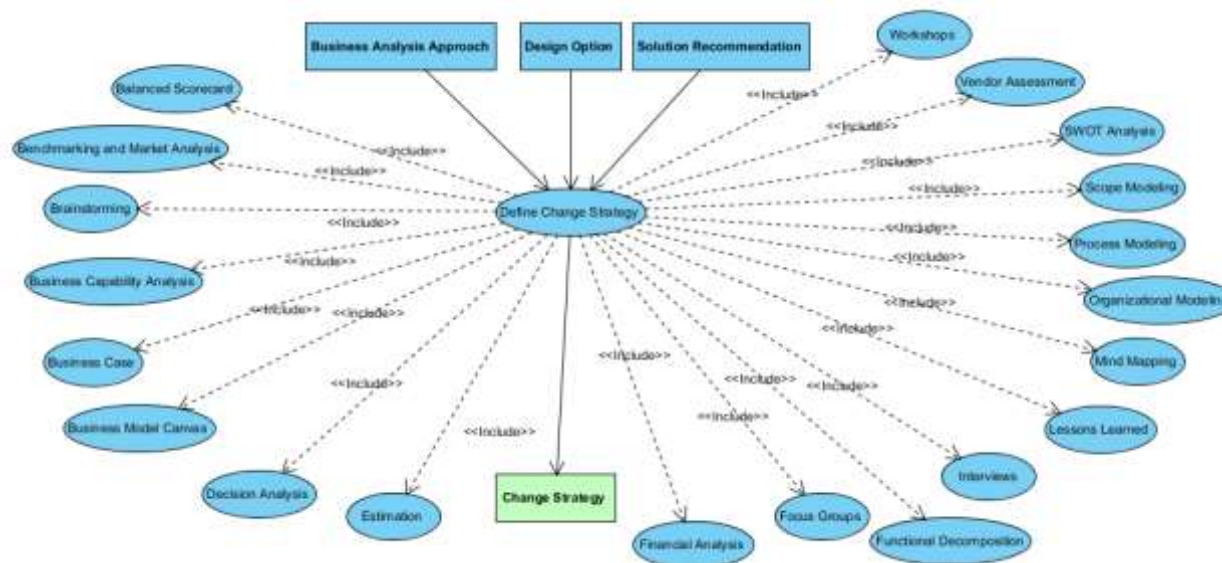 Business Analysis Approach
Design Option
Solution Recommendation
Workshops
Balanced Scorecard
<<Include>>
Vendor Assessment
Benchmarking and Market Analysis
<<Include>>
<<Include>>
SWOT Analysis
<<Include>>
<<Include>>
Scope Modeling
<<Include>>
Brainstorming
Define Change Strategy
<<Include>>
<<Include>>
Process Modeling
<<Include>>
<<Include>>
Business Capability Analysis
Organizational Modelin
<<Include>>
<<Include>>
<<Include>>
<<Include>>
Business Case
<<Include>>
Mind Mapping
<<Include>>
<<Include>>
<<Include>>
Business Model Canvas
<<Include>>
<<Include>>
Lessons Learned
Decision Analysis
Change Strategy
Interviews
Estimation
Focus Groups
Financial Analysis
Functional Decomposition